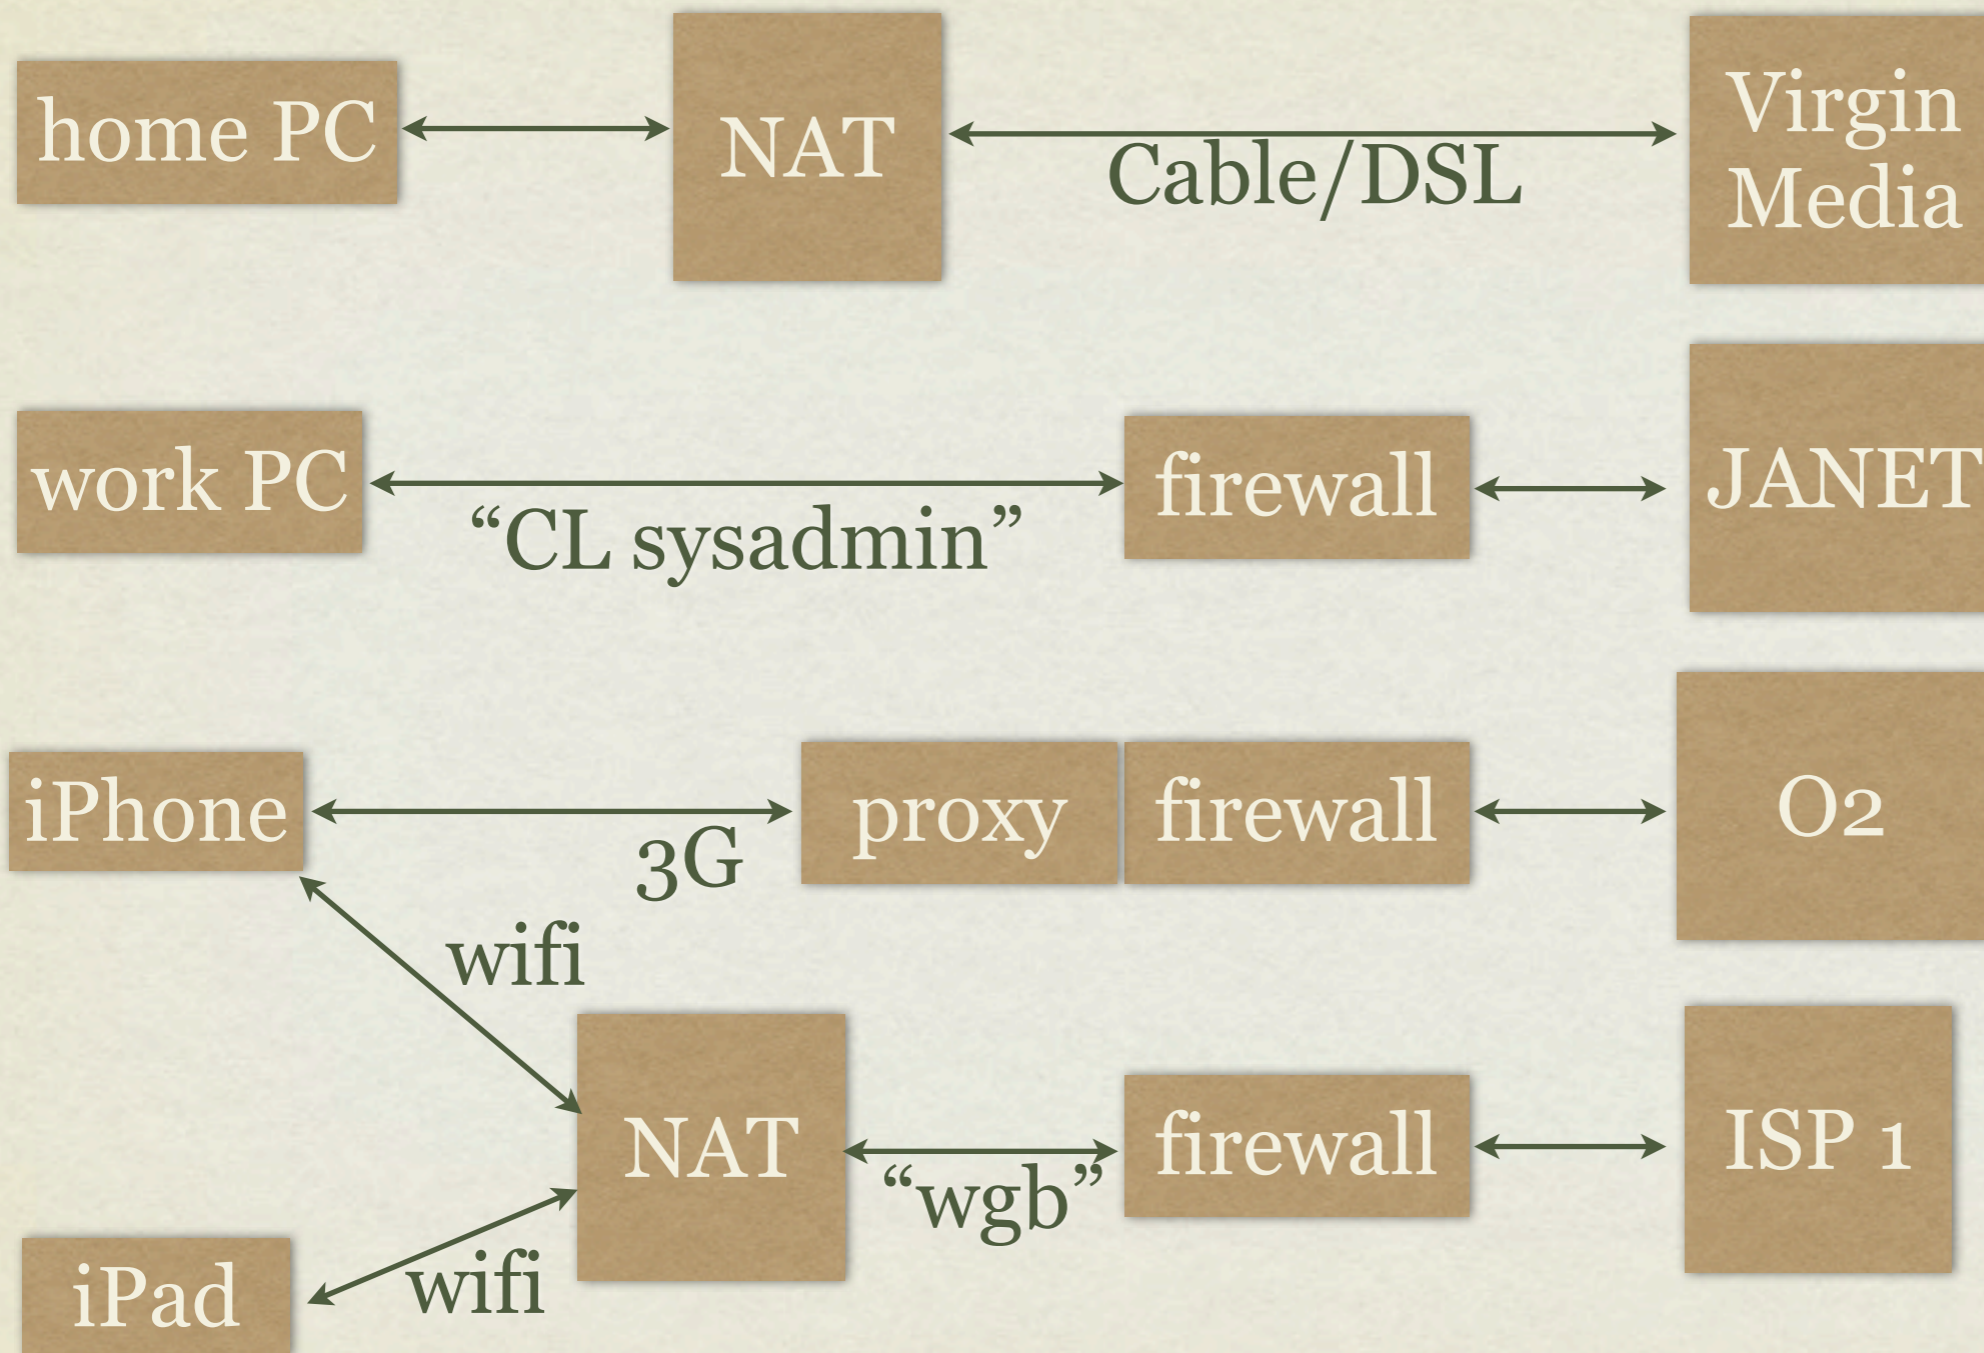 home PC
NAT
Cable/DSL
Virgin
Media
work PC
“CL sysadmin”
firewall
JANET
iPhone
3G
proxy
firewall
O2
wifi
NAT
“wgb”
firewall
ISP 1
iPad
wifi